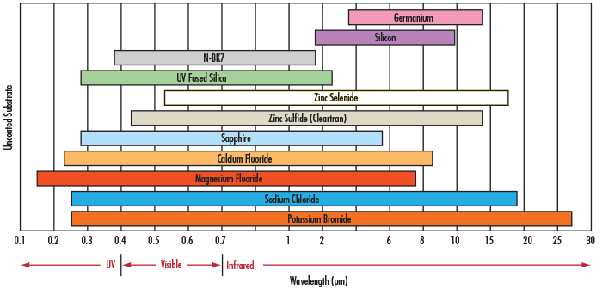 Germanium
Silicon
N-BK7
UV Fused Silica
Zinc Selenide
Zinc Sulfide (Cleartran)
Sapphire
Calcium Fluoride
Magnesium Fluoride
Sodium Chloride
Potassium Bromide
Uncoated Substrate
0.1 0.2 0.3 0.4 0.5 0.6 0.7 1 2 6 8 10 15 20 25 30
UV Visible Infrared
Wavelength (μm)